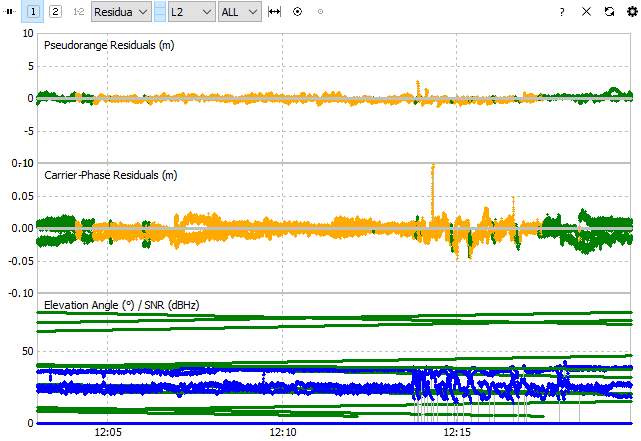 1 2 1-2 Residua L2 ALL ?
10
Pseudorange Residuals (m)
5
0
-5
0.10
-10
Carrier-Phase Residuals (m)
0.05
0.00
-0.05
-0.10
Elevation Angle (°) / SNR (dBHz)
50
0
12:05 12:10 12:15